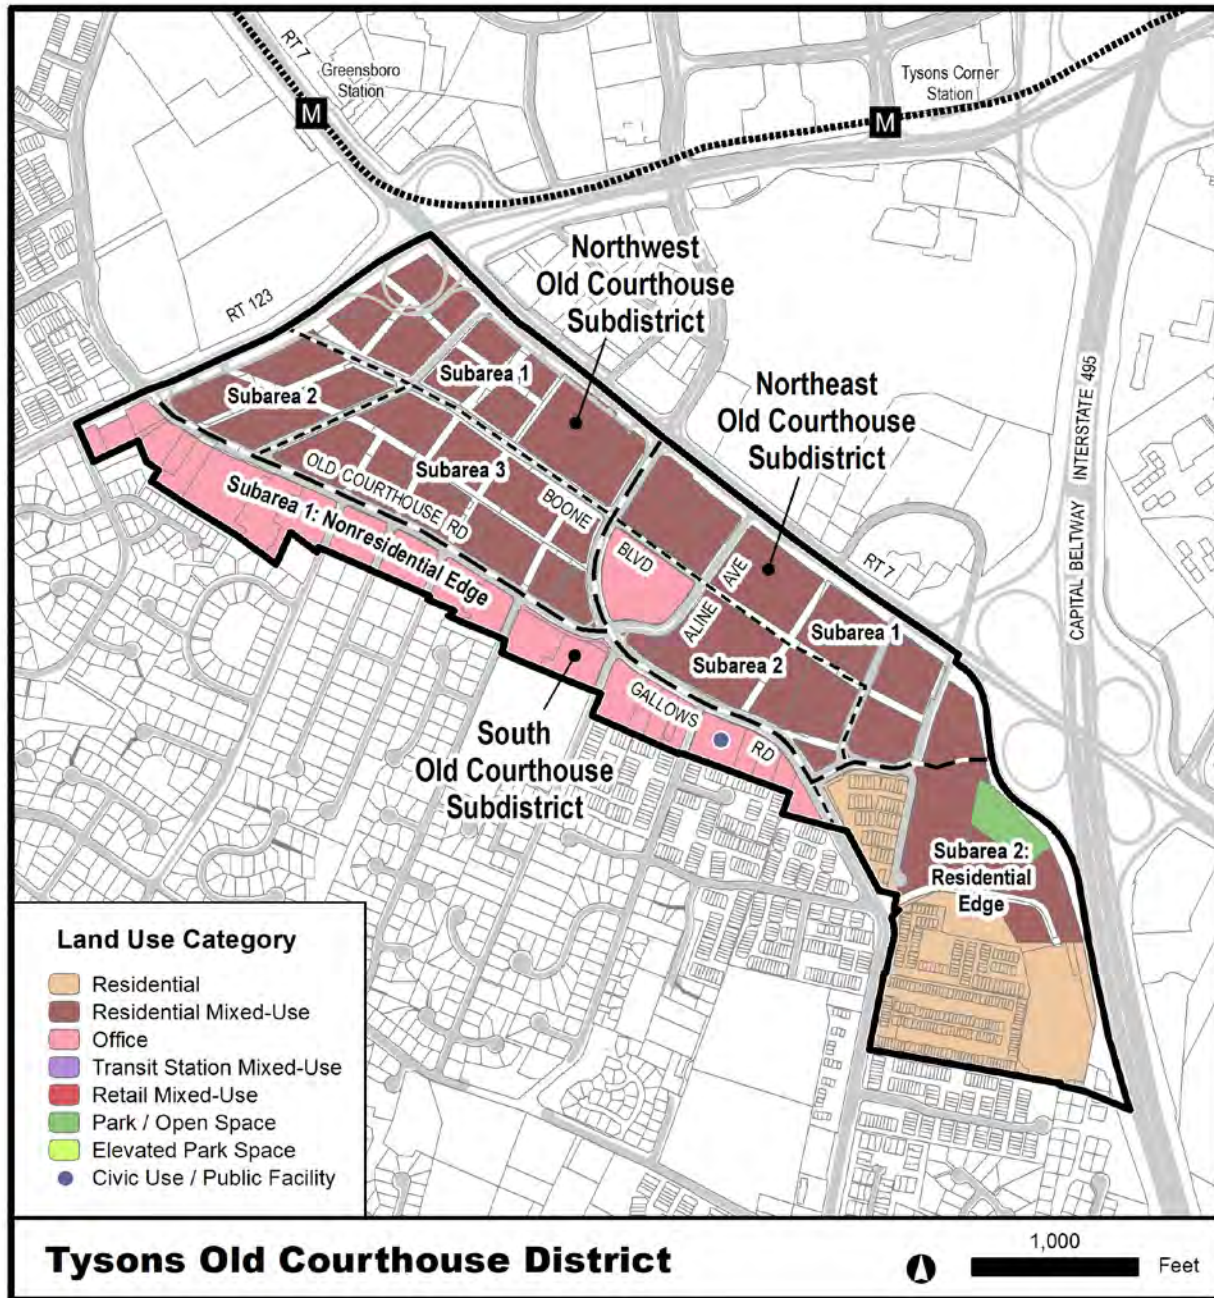 RT 7
Greensboro
Station
M
Tysons Corner
Station
M
RT 123
Northwest
Old Courthouse
Subdistrict
Northeast
Old Courthouse
Subdistrict
CAPITAL BELTWAY INTERSTATE 495
Subarea 1
Subarea 2
Subarea 3
OLD COURTHOUSE RD
BOONE
BLVD
ALINE AVE
RT 7
Subarea 1: Nonresidential Edge
Subarea 1
Subarea 2
GALLOWS
RD
South
Old Courthouse
Subdistrict
Subarea 2:
Residential
Edge
Land Use Category
Residential
Residential Mixed-Use
Office
Transit Station Mixed-Use
Retail Mixed-Use
Park / Open Space
Elevated Park Space
Civic Use / Public Facility
Tysons Old Courthouse District
1,000
Feet